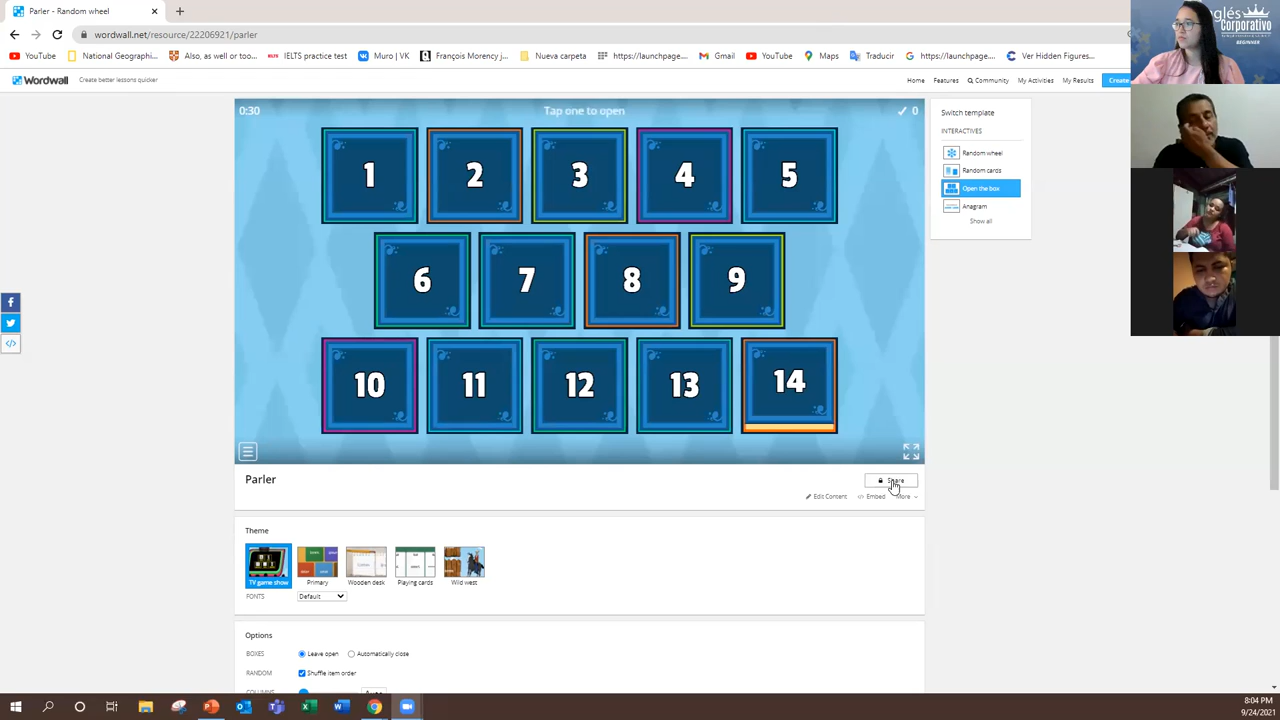 Parler - Random wheel
wordwall.net/resource/22206921/parler
YouTube National Geographi... Also, as well or too... IELTS practice test Muro | VK François Morency j... Nueva carpeta https://launchpage... Gmail YouTube Maps Traducir https://launchpage... Ver Hidden Figures...
Wordwall Create better lessons quicker
Home Features Community My Activities My Results Create
glés
Corporativo
BEGINNER
0:30 Tap one to open 0
1 2 3 4 5
6 7 8 9
10 11 12 13 14
Switch template
INTERACTIVES
Random wheel
Random cards
Open the box
Anagram
Show all
Parler
Share
Edit Content Embed More
Theme
TV game show Primary Wooden desk Playing cards Wild west
FONTS Default
Options
BOXES Leave open Automatically close
RANDOM Shuffle item order
8:04 PM
9/24/2021